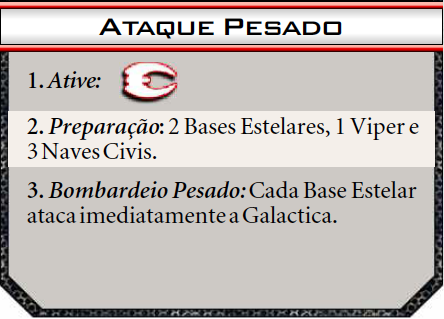 ATAQUE PESADO
1. Ative:
2. Preparação: 2 Bases Estelares, 1 Viper e
3 Naves Civis.
3. Bombardeio Pesado: Cada Base Estelar
ataca imediatamente a Galactica.